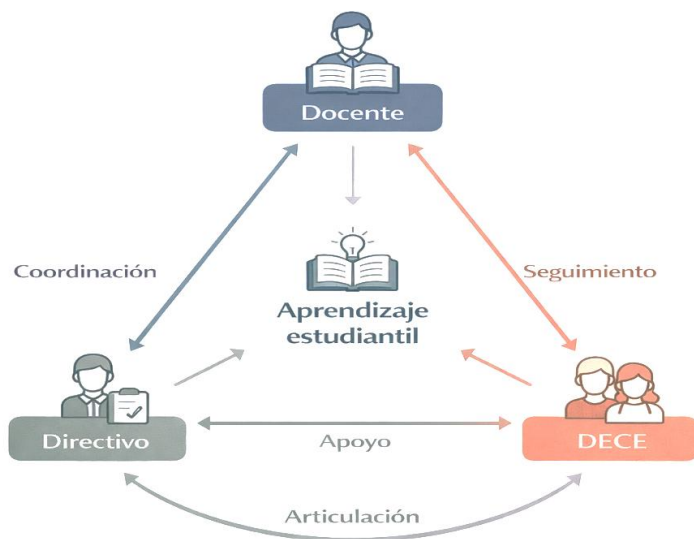 Docente
Coordinación
Seguimiento
Aprendizaje
estudiantil
Directivo
Apoyo
DECE
Articulación